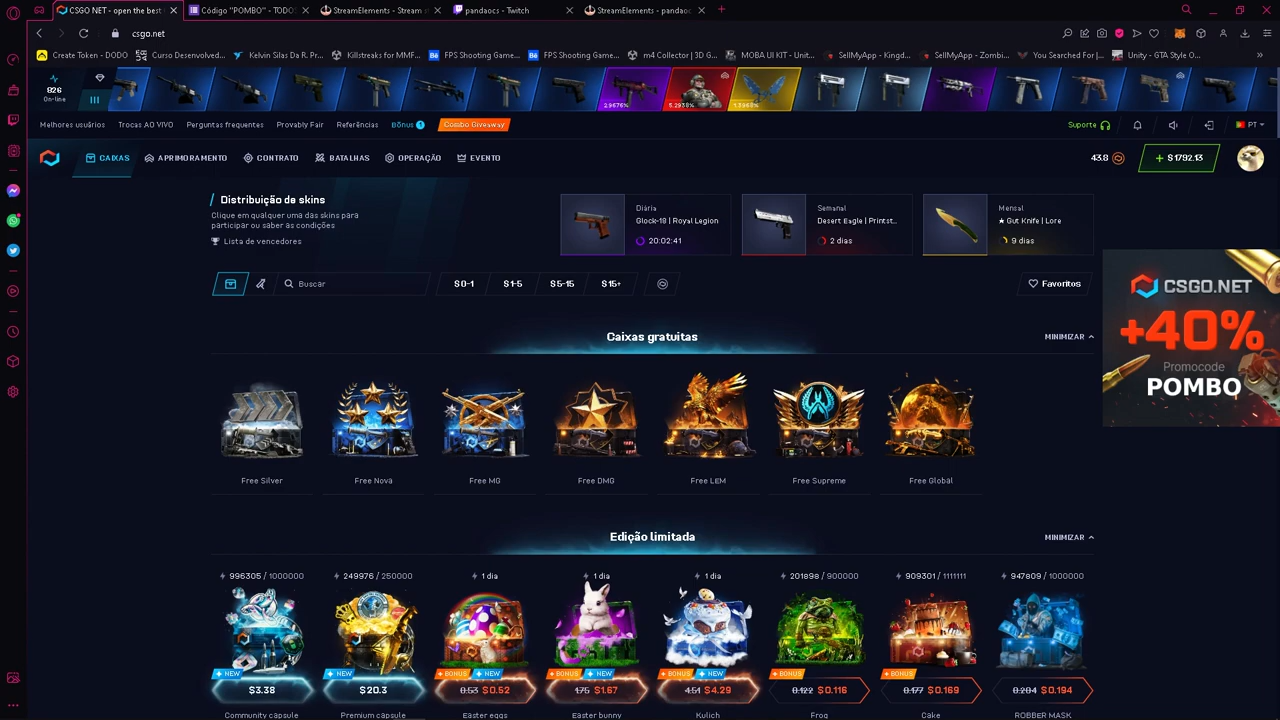 CSGO.NET - open the best
Código "POMBO" - TODOS
StreamElements - Stream s
pandaocs - Twitch
StreamElements - pandaoc
csgo.net
Create Token - DODO
Curso Desenvolved...
Kelvin Silas Da R. Pr...
Killstreaks for MMF...
FPS Shooting Game...
FPS Shooting Game...
m4 Collector | 3D G...
MOBA UI KIT - Unit...
SellMyApp - Kingd...
SellMyApp - Zombi...
You Searched For |...
Unity - GTA Style O...
826
On-line
2.9676%
5.2938%
1.3968%
Melhores usuários
Trocas AO VIVO
Perguntas frequentes
Provably Fair
Referências
Bônus
Combo Giveaway
Suporte
PT
CAIXAS
APRIMORAMENTO
CONTRATO
BATALHAS
OPERAÇÃO
EVENTO
43.8
+ $ 1792.13
Distribuição de skins
Clique em qualquer uma das skins para
participar ou saber as condições
Lista de vencedores
Diária
Glock-18 | Royal Legion
20:02:41
Semanal
Desert Eagle | Printst...
2 dias
Mensal
★ Gut Knife | Lore
9 dias
Buscar
$ 0-1
$ 1-5
$ 5-15
$ 15+
Favoritos
CSGO.NET
+40%
Promocode
POMBO
Caixas gratuitas
MINIMIZAR
Free Silver
Free Nova
Free MG
Free DMG
Free LEM
Free Supreme
Free Global
Edição limitada
MINIMIZAR
996305 / 1000000
249976 / 250000
1 dia
1 dia
1 dia
201898 / 900000
909301 / 1111111
947809 / 1000000
+ NEW
+ NEW
+ BONUS + NEW
+ BONUS + NEW
+ BONUS + NEW
+ BONUS
+ BONUS
$3.38
$20.3
0.53 $0.52
1.75 $1.67
4.51 $4.29
0.122 $0.116
0.177 $0.169
0.204 $0.194
Community capsule
Premium capsule
Easter eggs
Easter bunny
Kulich
Frog
Cake
ROBBER MASK